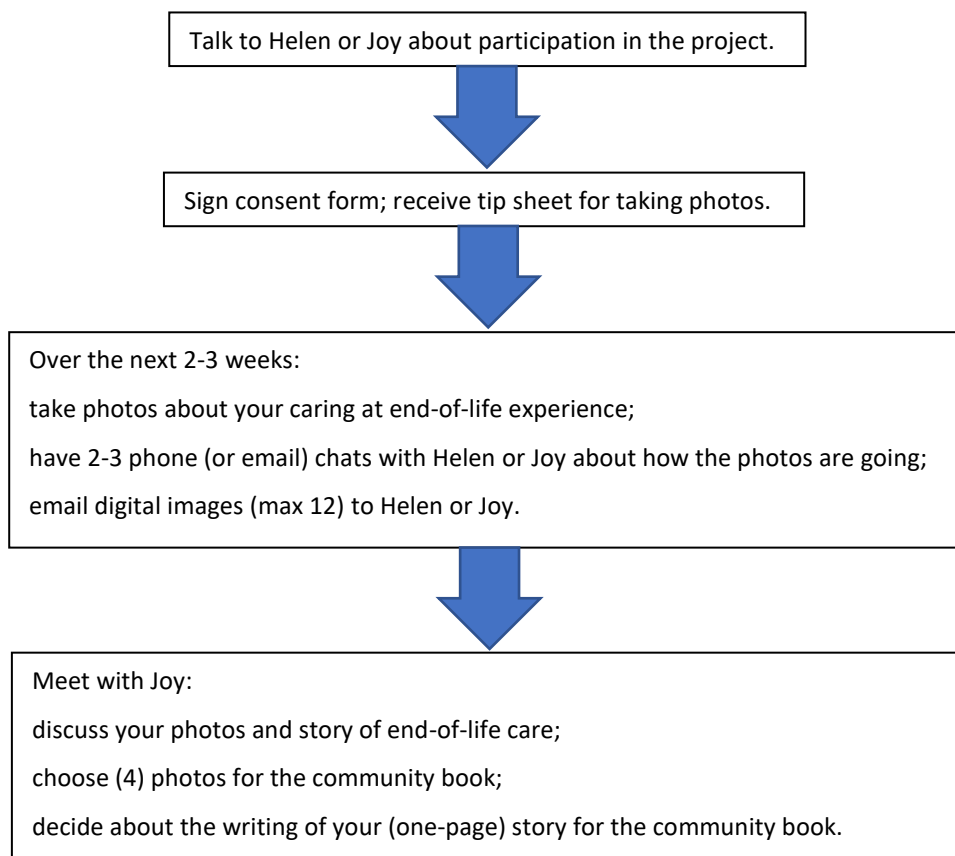 Talk to Helen or Joy about participation in the project.
Sign consent form; receive tip sheet for taking photos.
Over the next 2-3 weeks:
take photos about your caring at end-of-life experience;
have 2-3 phone (or email) chats with Helen or Joy about how the photos are going;
email digital images (max 12) to Helen or Joy.
Meet with Joy:
discuss your photos and story of end-of-life care;
choose (4) photos for the community book;
decide about the writing of your (one-page) story for the community book.